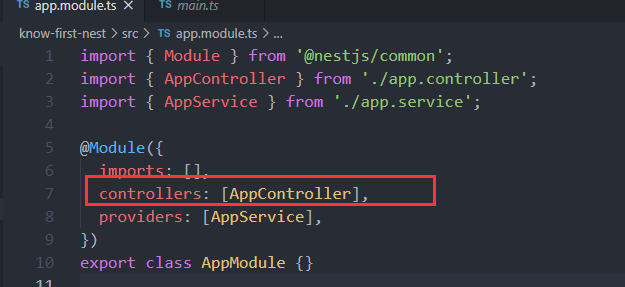 TS app.module.ts × TS main.ts
know-first-nest > src > TS app.module.ts > ...
1 import { Module } from '@nestjs/common';
2 import { AppController } from './app.controller';
3 import { AppService } from './app.service';
4
5 @Module({
6 imports: [],
7 controllers: [AppController],
8 providers: [AppService],
9 })
10 export class AppModule {}
11